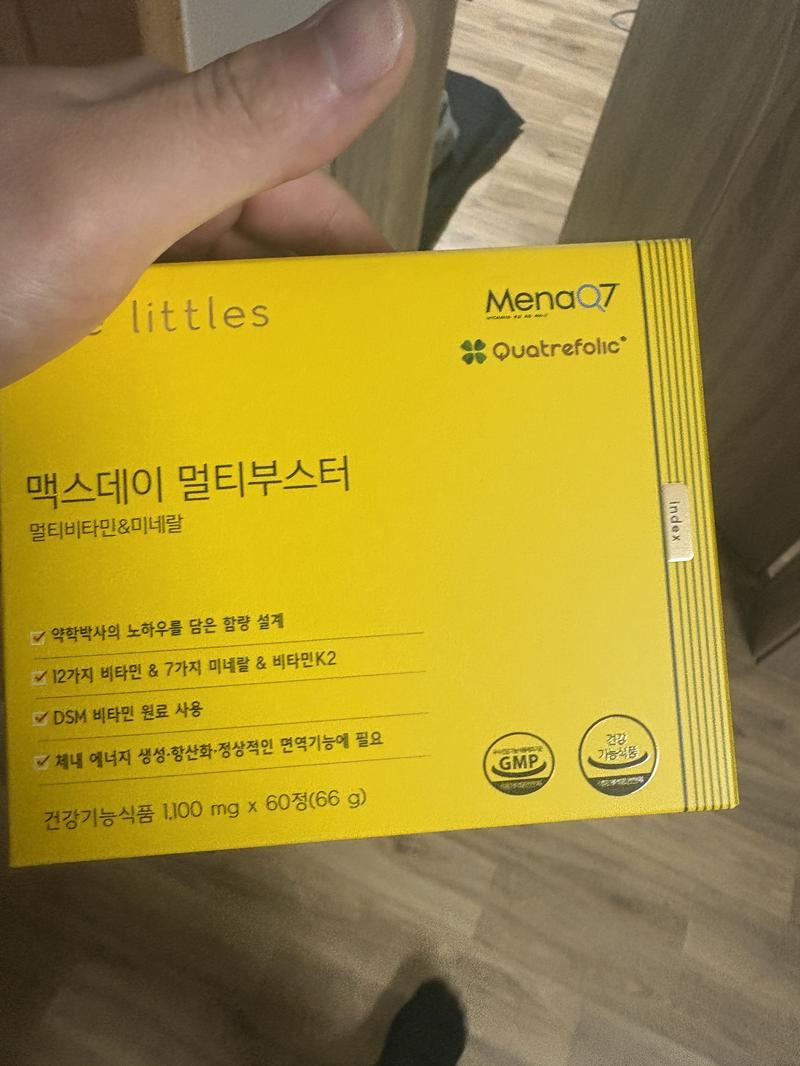 littles
MenaQ7
Quatrefolic
맥스데이 멀티부스터
멀티비타민&미네랄
index
약학박사의 노하우를 담은 함량 설계
12가지 비타민 & 7가지 미네랄 & 비타민K2
DSM 비타민 원료 사용
체내 에너지 생성·항산화·정상적인 면역기능에 필요
건강기능식품 1,100 mg x 60정(66 g)
GMP
건강
기능식품